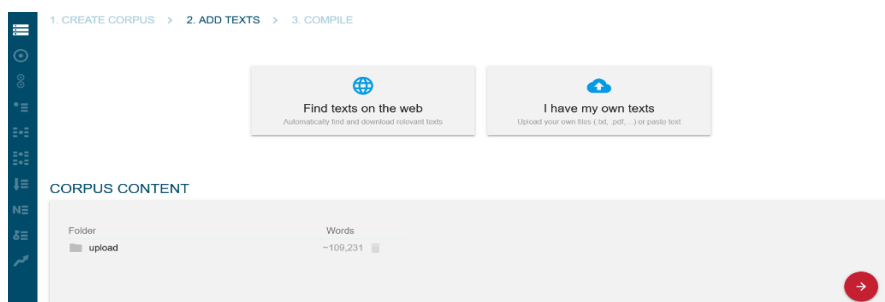 1. CREATE CORPUS > 2. ADD TEXTS > 3. COMPILE
Find texts on the web
Automatically find and download relevant texts
I have my own texts
Upload your own files (.txt, .pdf, ...) or paste text
CORPUS CONTENT
Folder Words
upload ~109,231
N